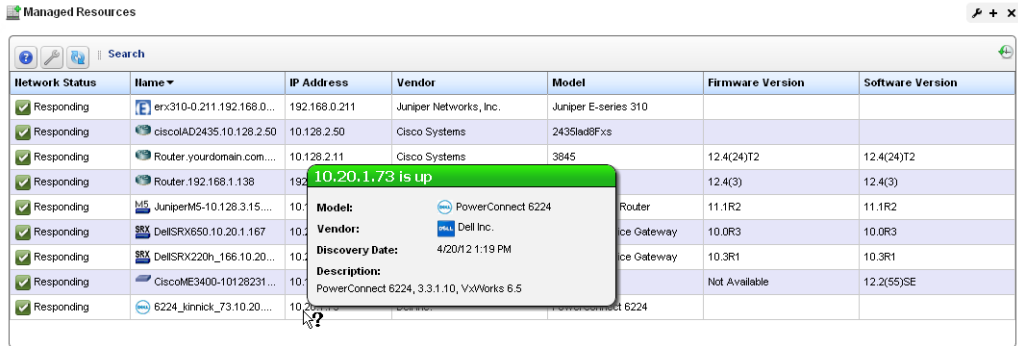 Managed Resources
Search
Network Status Name IP Address Vendor Model Firmware Version Software Version
Responding erx310-0.211.192.168.0... 192.168.0.211 Juniper Networks, Inc. Juniper E-series 310
Responding ciscoIAD2435.10.128.2.50 10.128.2.50 Cisco Systems 2435Iad8Fxs
Responding Router.yourdomain.com.... 10.128.2.11 Cisco Systems 3845 12.4(24)T2 12.4(24)T2
Responding Router.192.168.1.138 192 12.4(3) 12.4(3)
Responding M5 JuniperM5-10.128.3.15.... 10. Router 11.1R2 11.1R2
Responding SRX DellSRX650.10.20.1.167 10.2 ice Gateway 10.0R3 10.0R3
Responding SRX DellSRX220h_166.10.20... 10.2 ice Gateway 10.3R1 10.3R1
Responding CiscoME3400-10128231... 10. Not Available 12.2(55)SE
Responding 6224_kinnick_73.10.20....
10.20.1.73 is up
Model: PowerConnect 6224
Vendor: DELL Dell Inc.
Discovery Date: 4/20/12 1:19 PM
Description:
PowerConnect 6224, 3.3.1.10, VxWorks 6.5